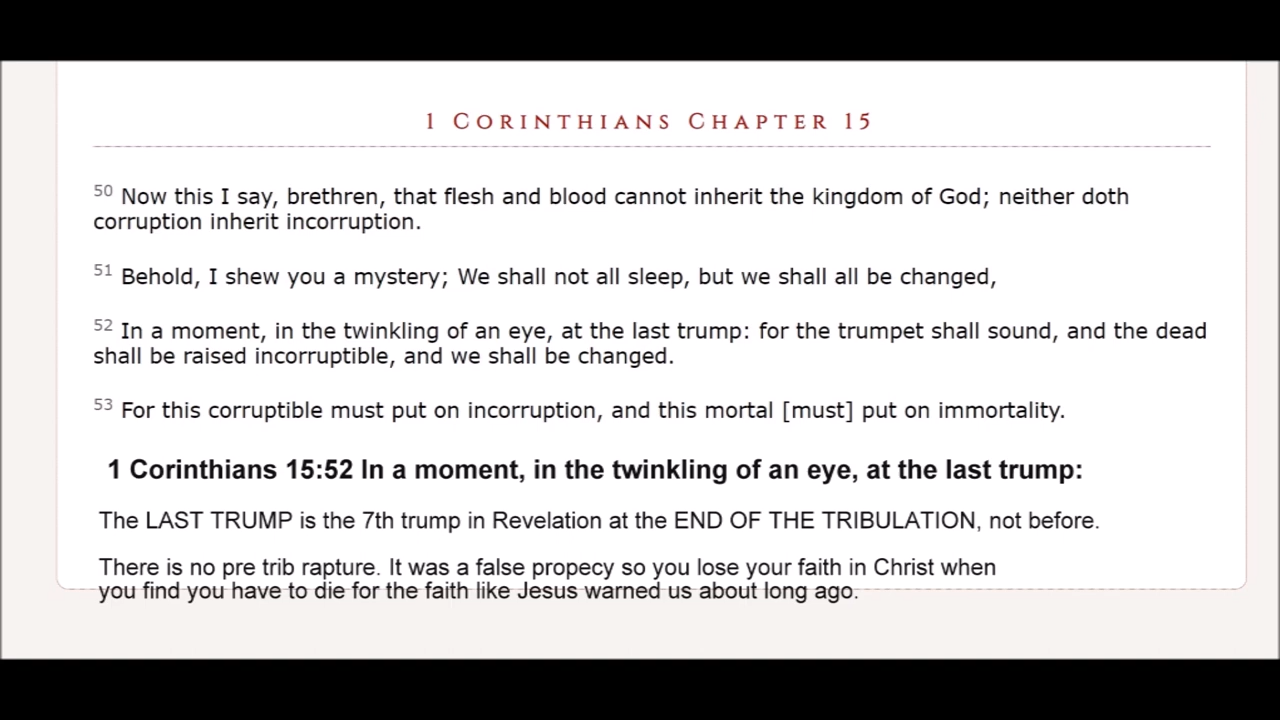 1 Corinthians Chapter 15
50 Now this I say, brethren, that flesh and blood cannot inherit the kingdom of God; neither doth
corruption inherit incorruption.
51 Behold, I shew you a mystery; We shall not all sleep, but we shall all be changed,
52 In a moment, in the twinkling of an eye, at the last trump: for the trumpet shall sound, and the dead
shall be raised incorruptible, and we shall be changed.
53 For this corruptible must put on incorruption, and this mortal [must] put on immortality.
1 Corinthians 15:52 In a moment, in the twinkling of an eye, at the last trump:
The LAST TRUMP is the 7th trump in Revelation at the END OF THE TRIBULATION, not before.
There is no pre trib rapture. It was a false propecy so you lose your faith in Christ when
you find you have to die for the faith like Jesus warned us about long ago.